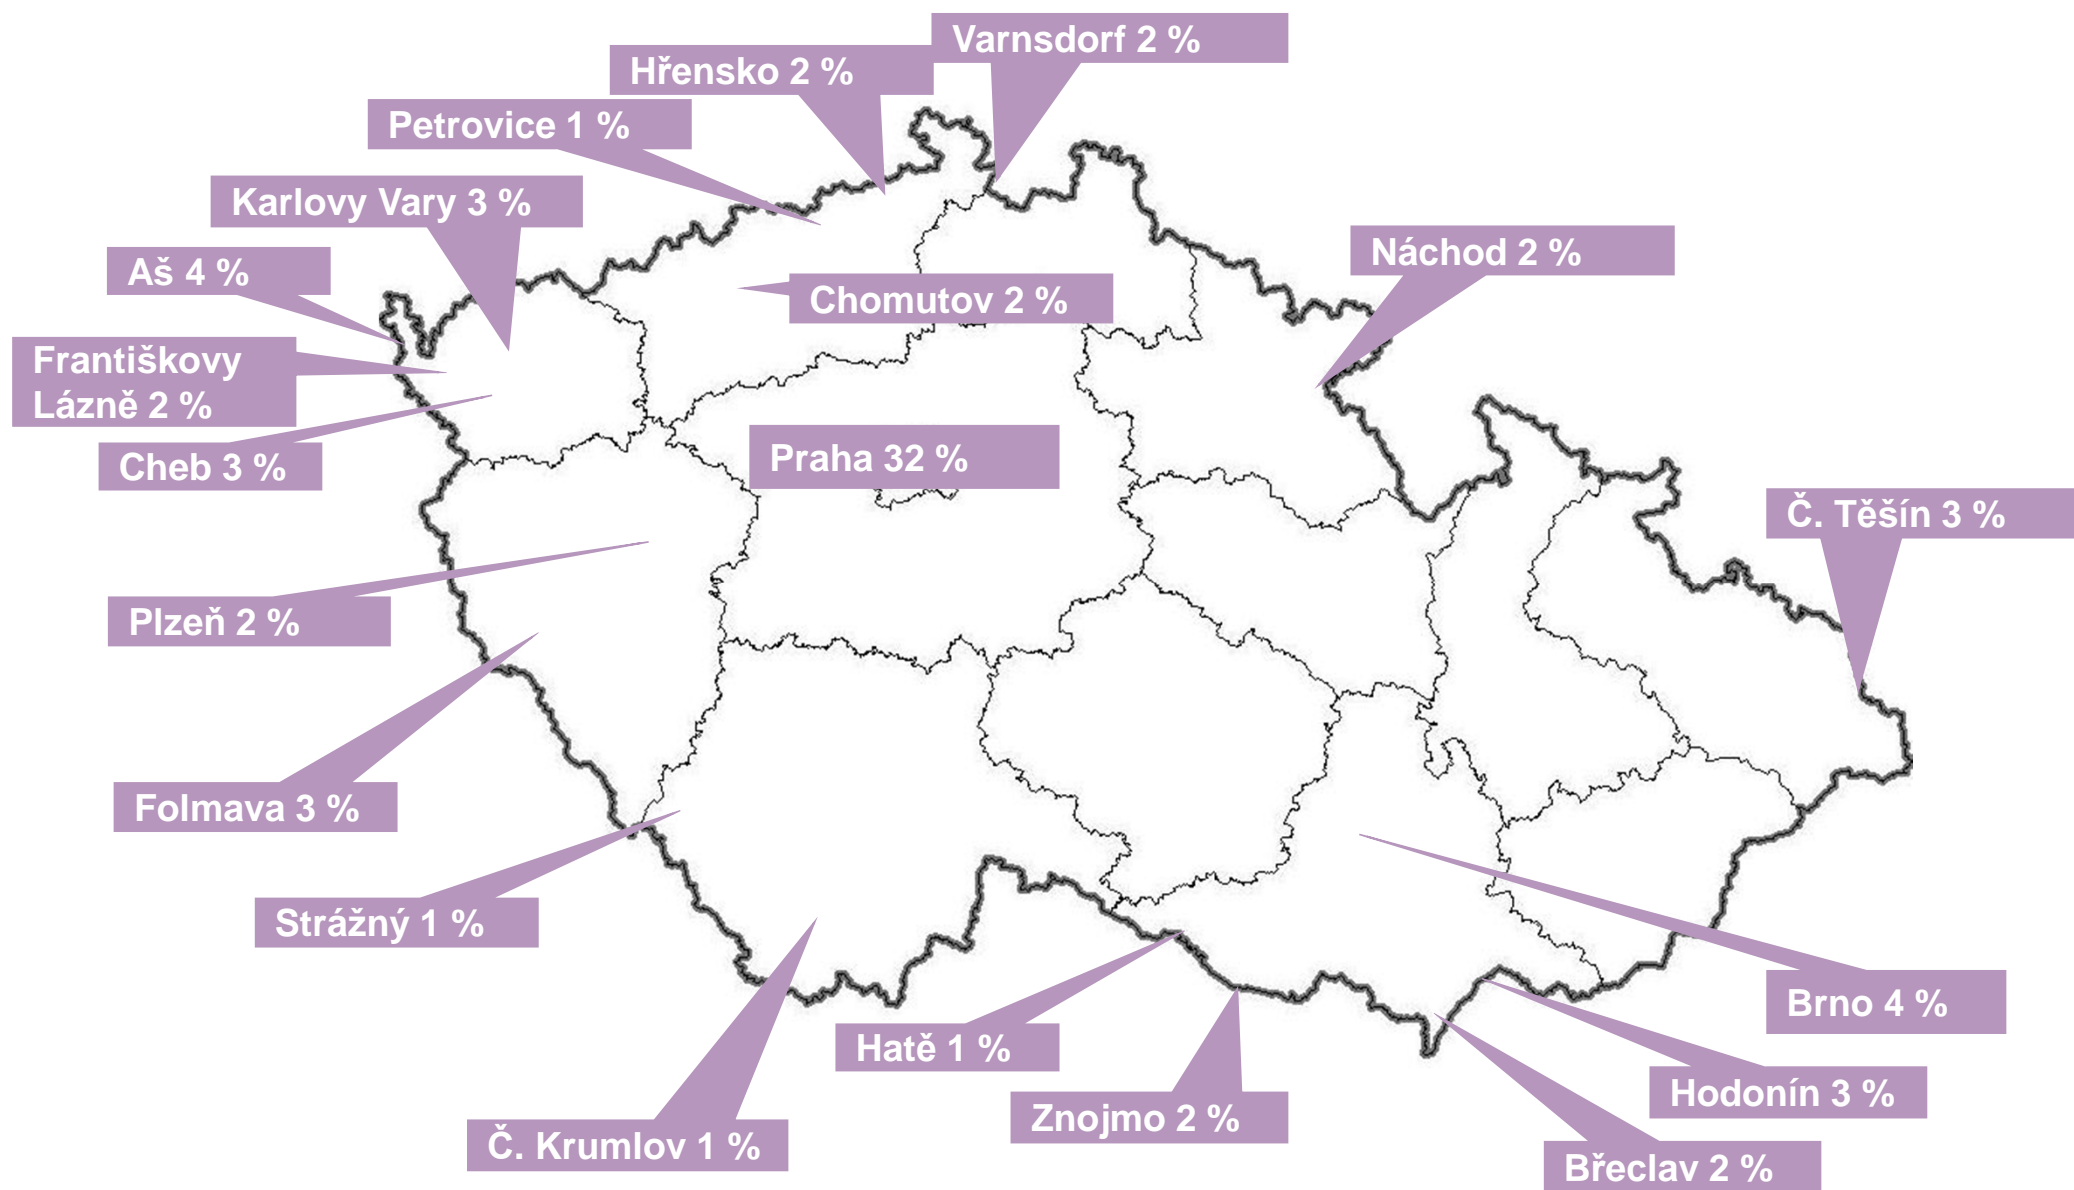 Varnsdorf 2 %
Hřensko 2 %
Petrovice 1 %
Karlovy Vary 3 %
Náchod 2 %
Aš 4 %
Chomutov 2 %
Františkovy
Lázně 2 %
Praha 32 %
Cheb 3 %
Č. Těšín 3 %
Plzeň 2 %
Folmava 3 %
Strážný 1 %
Brno 4 %
Hatě 1 %
Hodonín 3 %
Znojmo 2 %
Č. Krumlov 1 %
Břeclav 2 %